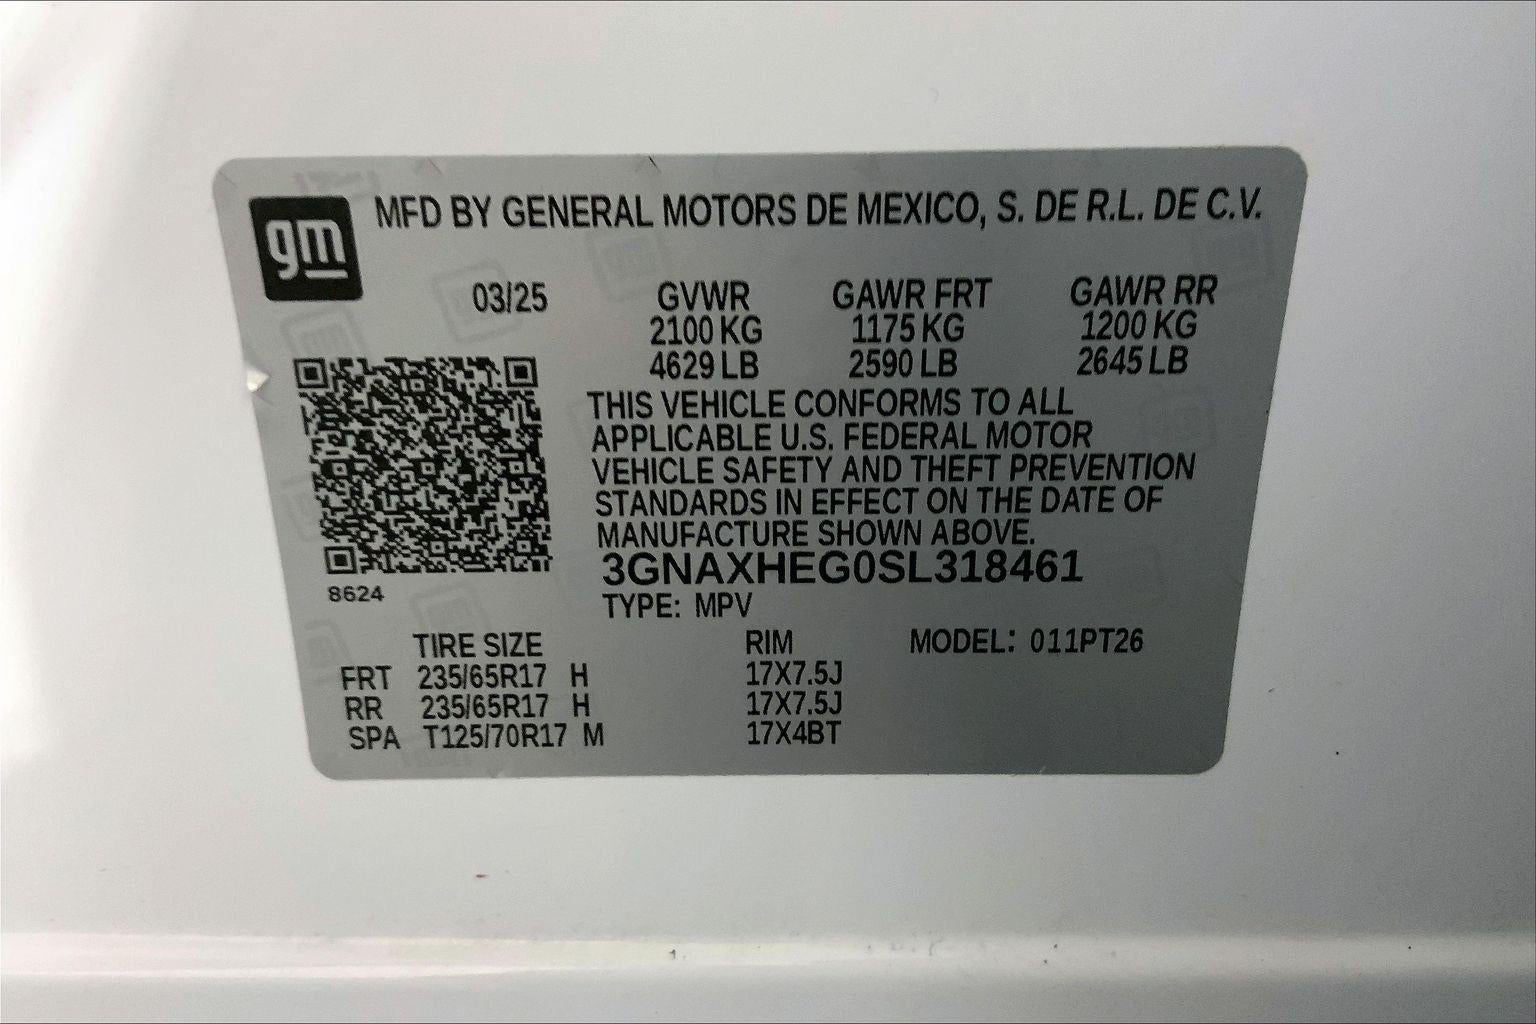 gm
MFD BY GENERAL MOTORS DE MEXICO, S. DE R.L. DE C.V.
03/25 GVWR GAWR FRT GAWR RR
2100 KG 1175 KG 1200 KG
4629 LB 2590 LB 2645 LB
THIS VEHICLE CONFORMS TO ALL
APPLICABLE U.S. FEDERAL MOTOR
VEHICLE SAFETY AND THEFT PREVENTION
STANDARDS IN EFFECT ON THE DATE OF
MANUFACTURE SHOWN ABOVE.
3GNAXHEG0SL318461
8624
TYPE: MPV
TIRE SIZE RIM MODEL: 011PT26
FRT 235/65R17 H 17X7.5J
RR 235/65R17 H 17X7.5J
SPA T125/70R17 M 17X4BT